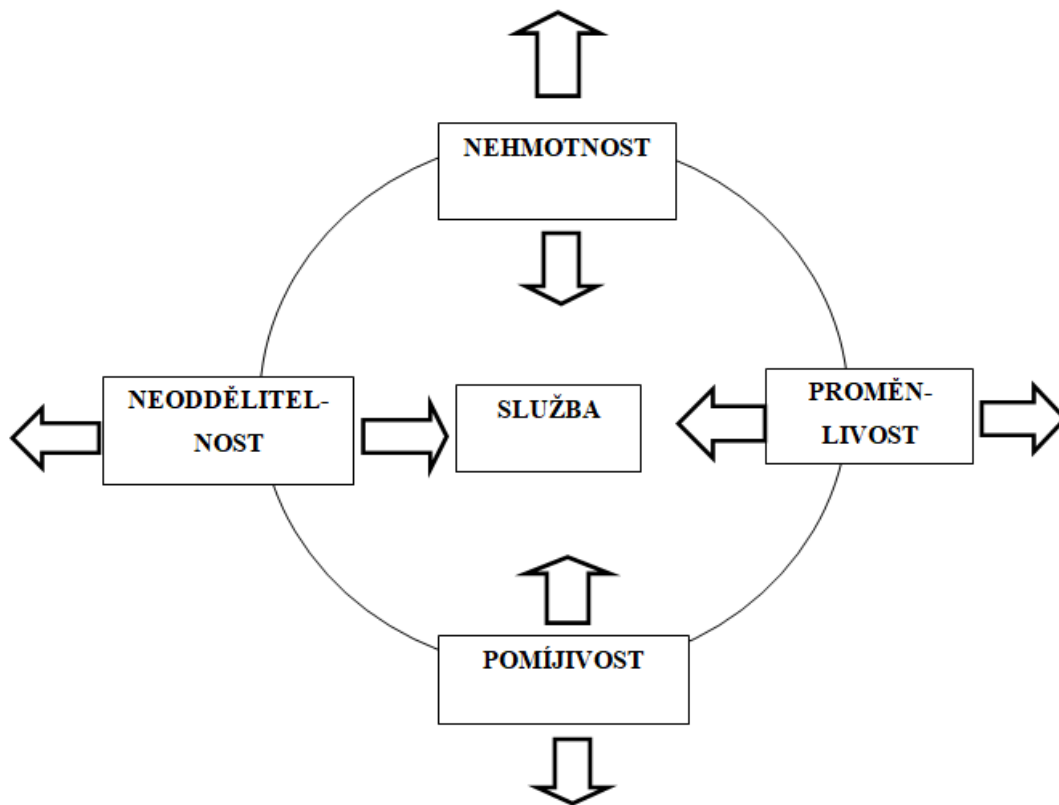 NEHMOTNOST
NEODDĚLITEL-
NOST
SLUŽBA
PROMĚN-
LIVOST
POMÍJIVOST